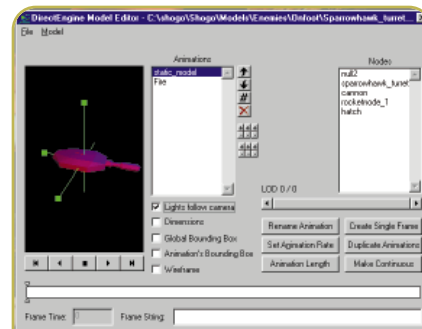 DirectEngine Model Editor - C:\shogo\Shogo\Models\Enemies\Onfoot\Sparrowhawk_turret...
File Model
Animations
static_model
Fire
Nodes
null2
sparrowhawk_turret
cannon
rocketnode_1
hatch
LOD 0 / 0
Lights follow camera
Dimensions
Global Bounding Box
Animation's Bounding Box
Wireframe
Rename Animation
Create Single Frame
Set Animation Rate
Duplicate Animations
Animation Length
Make Continuous
Frame Time:
Frame String: